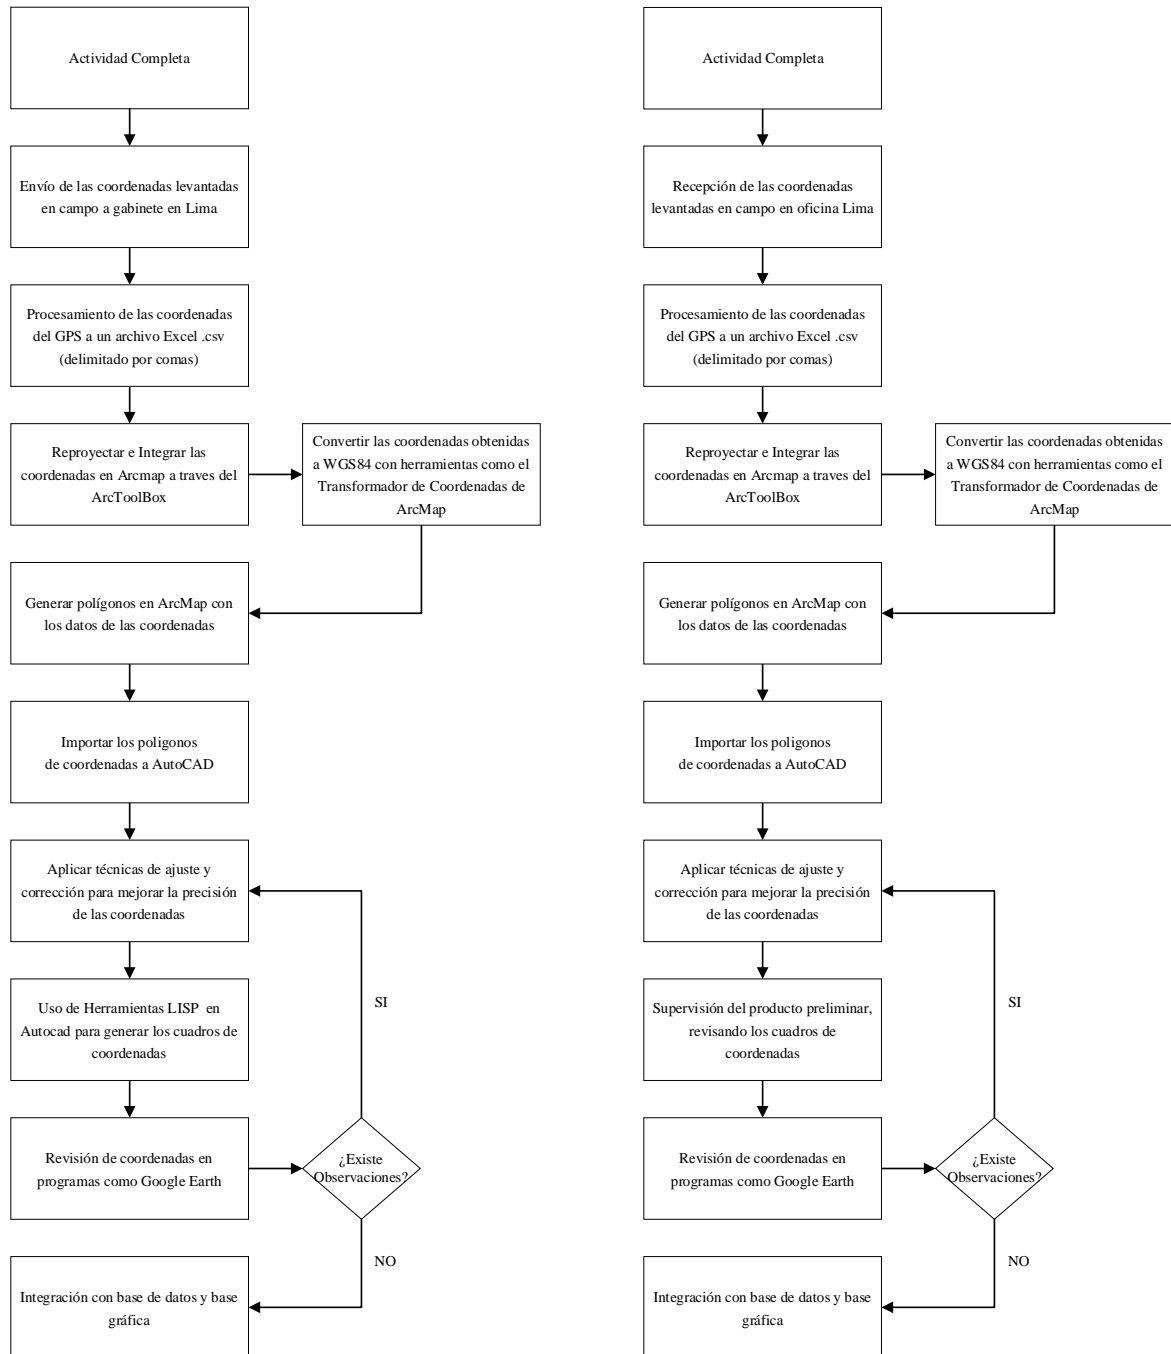 Actividad Completa
Envío de las coordenadas levantadas
en campo a gabinete en Lima
Procesamiento de las coordenadas
del GPS a un archivo Excel .csv
(delimitado por comas)
Reproyectar e Integrar las
coordenadas en Arcmap a traves del
ArcToolBox
Convertir las coordenadas obtenidas
a WGS84 con herramientas como el
Transformador de Coordenadas de
ArcMap
Generar polígonos en ArcMap con
los datos de las coordenadas
Importar los poligonos
de coordenadas a AutoCAD
Aplicar técnicas de ajuste y
corrección para mejorar la precisión
de las coordenadas
Uso de Herramientas LISP en
Autocad para generar los cuadros de
coordenadas
SI
Revisión de coordenadas en
programas como Google Earth
¿Existe
Observaciones?
NO
Integración con base de datos y base
gráfica
Actividad Completa
Recepción de las coordenadas
levantadas en campo en oficina Lima
Procesamiento de las coordenadas
del GPS a un archivo Excel .csv
(delimitado por comas)
Reproyectar e Integrar las
coordenadas en Arcmap a traves del
ArcToolBox
Convertir las coordenadas obtenidas
a WGS84 con herramientas como el
Transformador de Coordenadas de
ArcMap
Generar polígonos en ArcMap con
los datos de las coordenadas
Importar los poligonos
de coordenadas a AutoCAD
Aplicar técnicas de ajuste y
corrección para mejorar la precisión
de las coordenadas
Supervisión del producto preliminar,
revisando los cuadros de
coordenadas
SI
Revisión de coordenadas en
programas como Google Earth
¿Existe
Observaciones?
NO
Integración con base de datos y base
gráfica